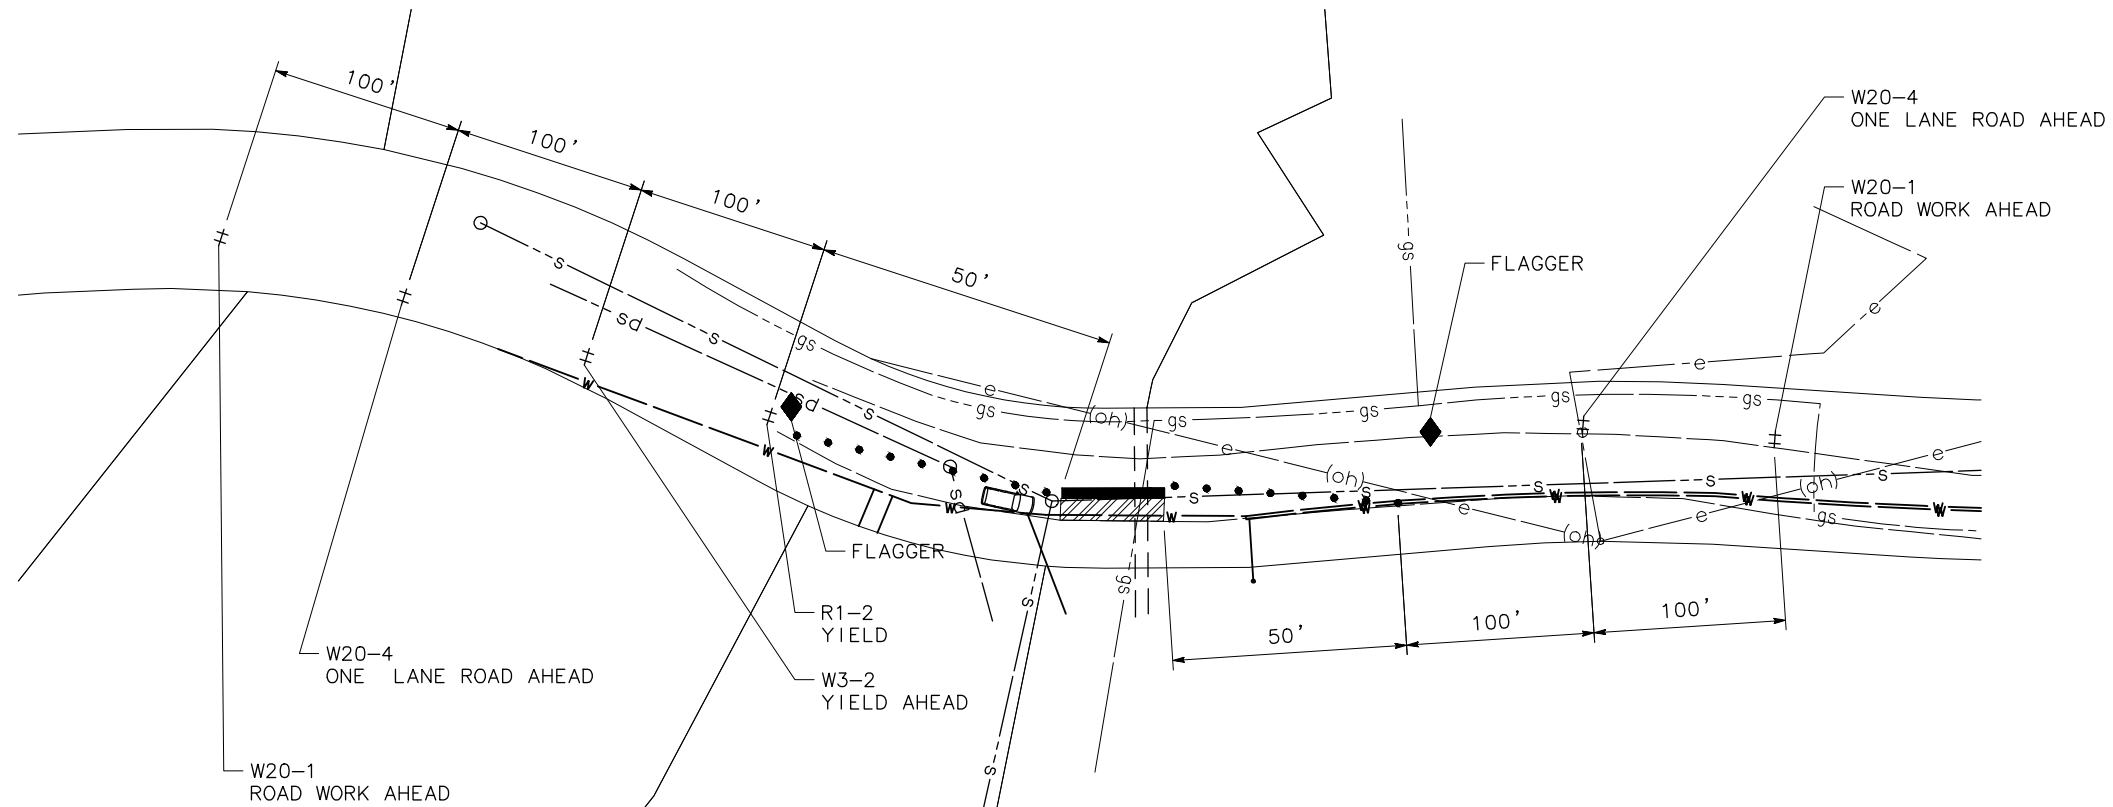 100'
100'
100'
50'
W20-4
ONE LANE ROAD AHEAD
W20-1
ROAD WORK AHEAD
FLAGGER
gs
e
e
s
sd
s
gs
W
W
sd
s
gs
e
(oh)
gs
gs
gs
gs
e
(oh)
e
(oh)
s
s
s
s
s
s
s
W
W
W
W
W
W
e
e
(oh)
gs
gs
s
s
FLAGGER
R1-2
YIELD
W3-2
YIELD AHEAD
W20-4
ONE LANE ROAD AHEAD
W20-1
ROAD WORK AHEAD
50'
100'
100'